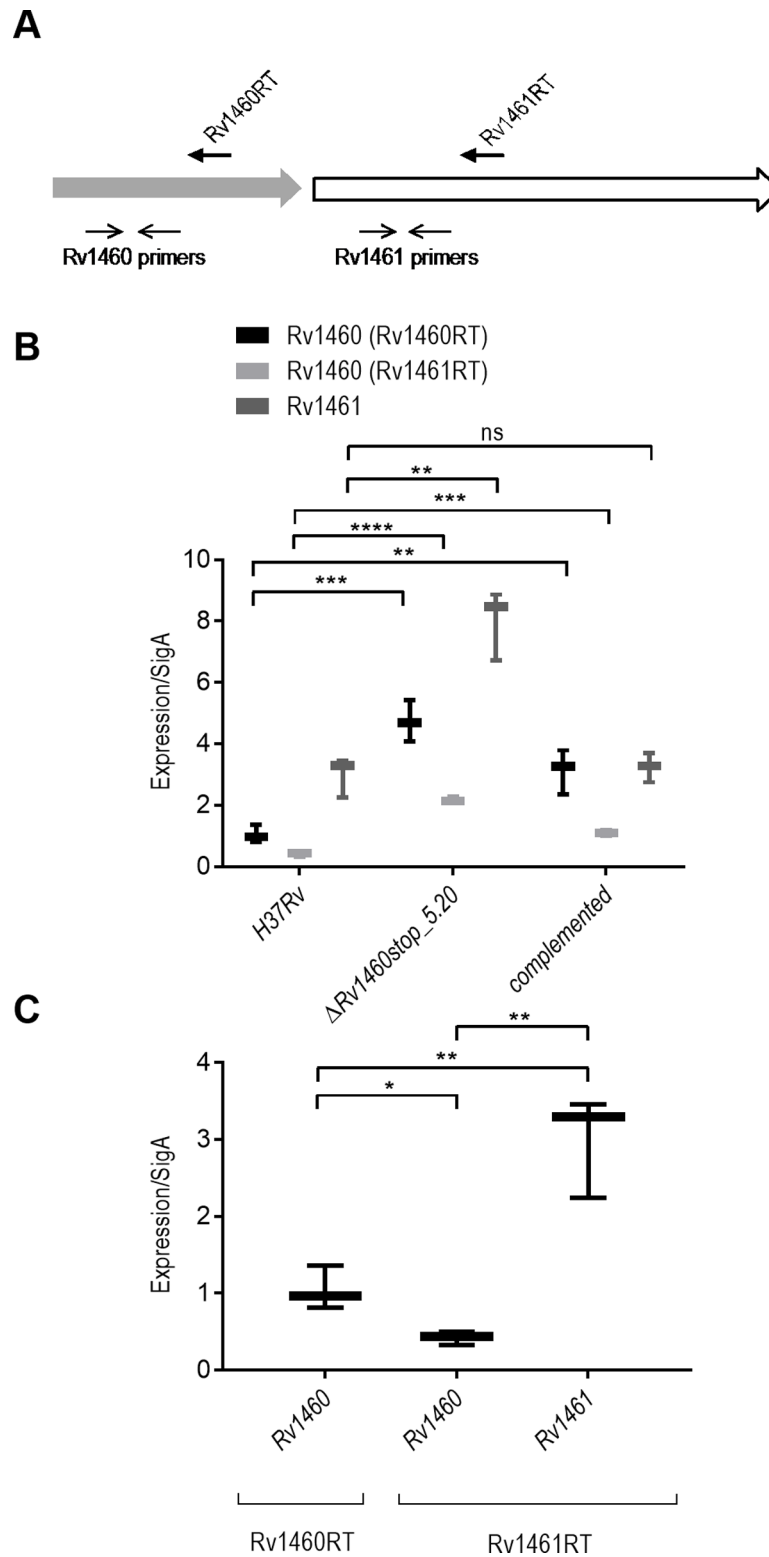 A
Rv1460RT
Rv1461RT
Rv1460 primers
Rv1461 primers
B
Rv1460 (Rv1460RT)
Rv1460 (Rv1461RT)
Rv1461
ns
**
***
****
**
***
Expression/SigA
10
8
6
4
2
0
H37Rv
ΔRv1460stop_5.20
complemented
C
**
**
*
Expression/SigA
4
3
2
1
0
Rv1460
Rv1460
Rv1461
Rv1460RT
Rv1461RT